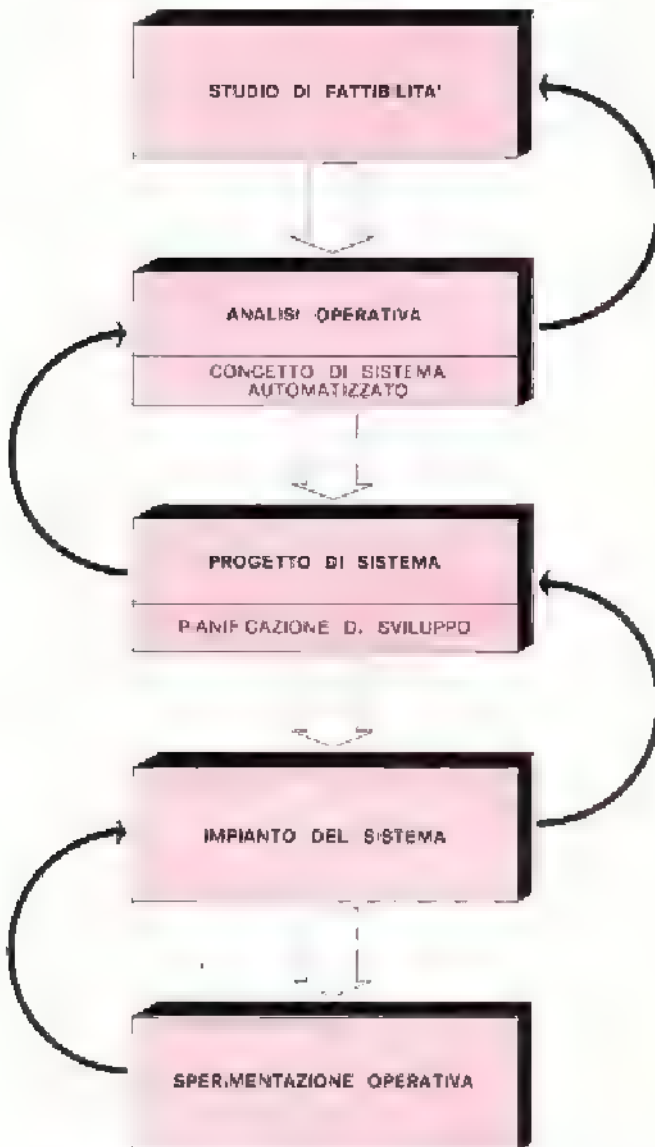 STUDIO DI FATTIBILITA'
ANALISI OPERATIVA
CONCETTO DI SISTEMA
AUTOMATIZZATO
PROGETTO DI SISTEMA
PIANIFICAZIONE DI SVILUPPO
IMPIANTO DEL SISTEMA
SPERIMENTAZIONE OPERATIVA